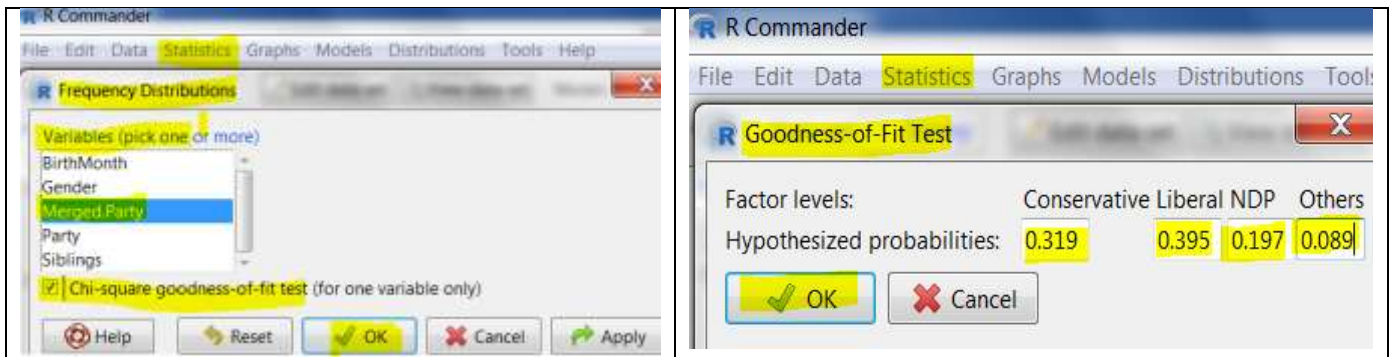 R Commander
File Edit Data Statistics Graphs Models Distributions Tools Help
Frequency Distributions
Variables (pick one or more)
BirthMonth
Gender
Merged.Party
Party
Siblings
Chi-square goodness-of-fit test (for one variable only)
Help Reset OK Cancel Apply
R Commander
File Edit Data Statistics Graphs Models Distributions Tools
Goodness-of-Fit Test
Factor levels: Conservative Liberal NDP Others
Hypothesized probabilities: 0.319 0.395 0.197 0.089
OK Cancel